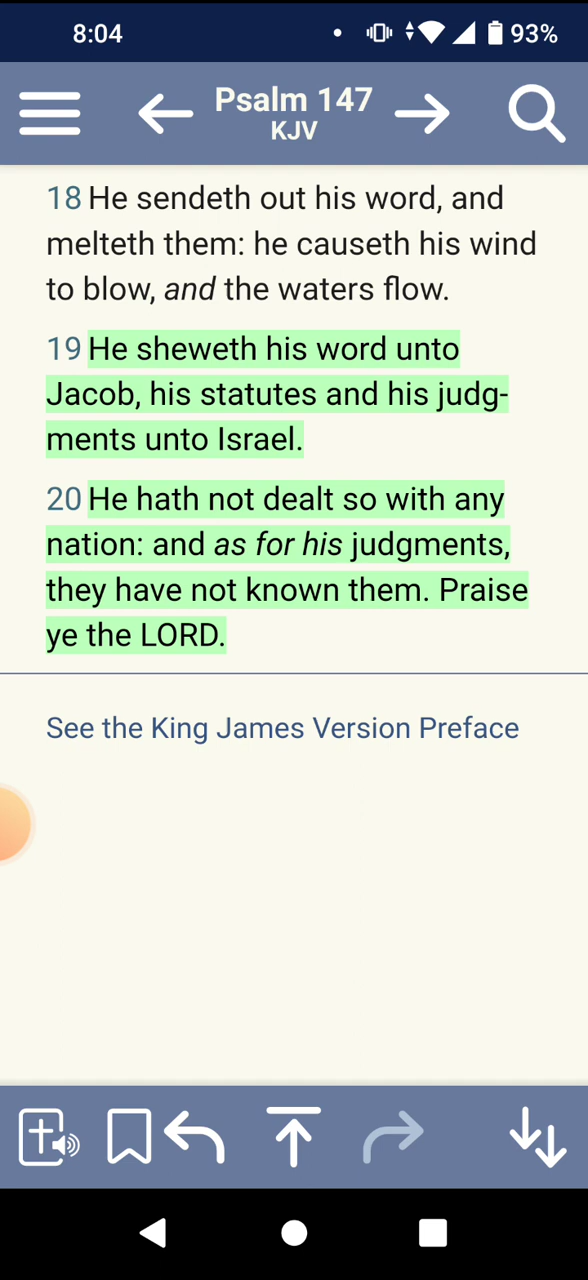 8:04
93%
Psalm 147
KJV
18 He sendeth out his word, and
melteth them: he causeth his wind
to blow, and the waters flow.
19 He sheweth his word unto
Jacob, his statutes and his judg-
ments unto Israel.
20 He hath not dealt so with any
nation: and as for his judgments,
they have not known them. Praise
ye the LORD.
See the King James Version Preface